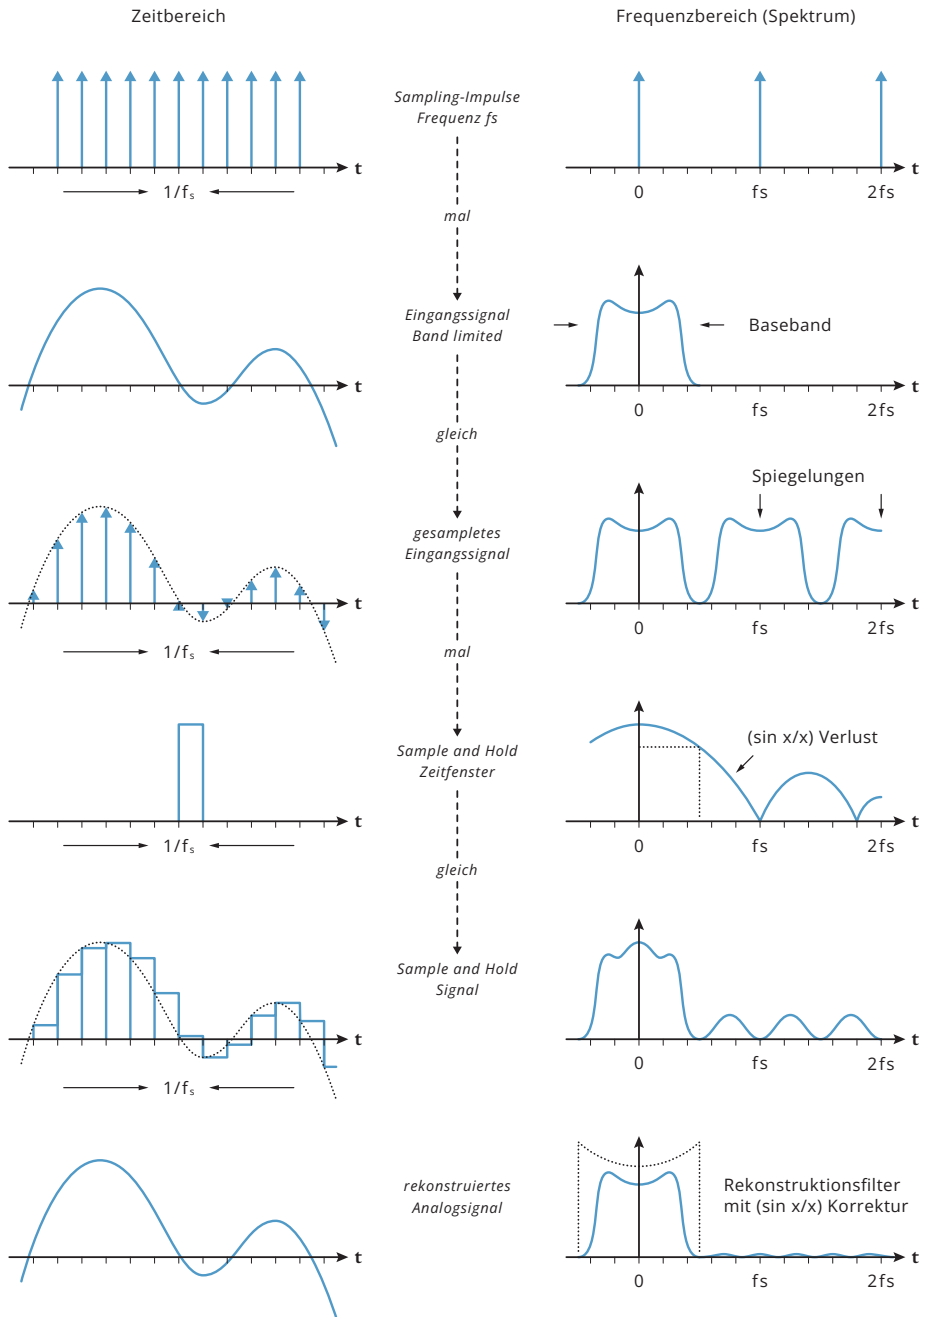 Zeitbereich
Frequenzbereich (Spektrum)
Sampling-Impulse
Frequenz fs
t
1/fs
t
0 fs 2fs
mal
Eingangssignal
Band limited
t
Baseband
t
0 fs 2fs
gleich
gesampletes
Eingangssignal
t
1/fs
Spiegelungen
t
0 fs 2fs
mal
Sample and Hold
Zeitfenster
t
1/fs
(sin x/x) Verlust
t
0 fs 2fs
gleich
Sample and Hold
Signal
t
1/fs
t
0 fs 2fs
rekonstruiertes
Analogsignal
t
Rekonstruktionsfilter
mit (sin x/x) Korrektur
t
0 fs 2fs